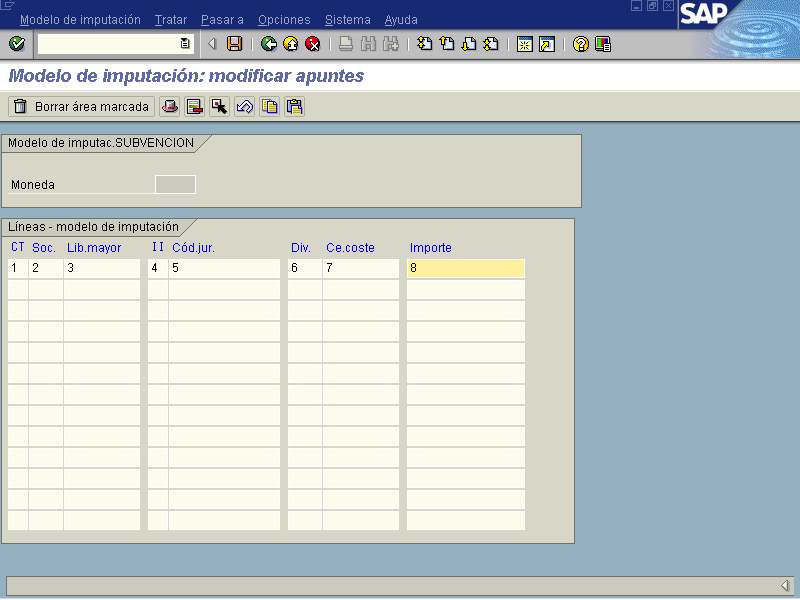 Modelo de imputación Tratar Pasar a Opciones Sistema Ayuda
SAP
Modelo de imputación: modificar apuntes
Borrar área marcada
Modelo de imputac.SUBVENCION
Moneda
Líneas - modelo de imputación
CT Soc. Lib.mayor II Cód.jur. Div. Ce.coste Importe
1 2 3 4 5 6 7 8